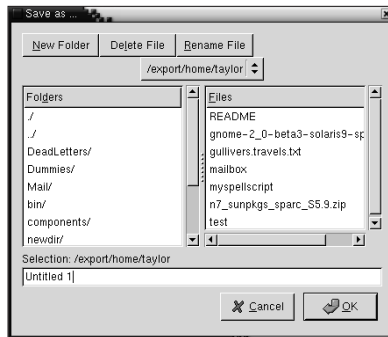 Save as ...
New Folder Delete File Rename File
/export/home/taylor
Folders
./
../
DeadLetters/
Dummies/
Mail/
bin/
components/
newdir/
Files
README
gnome-2_0-beta3-solaris9-sp
gullivers.travels.txt
mailbox
myspellscript
n7_sunpkgs_sparc_S5.9.zip
test
Selection: /export/home/taylor
Untitled 1
Cancel OK